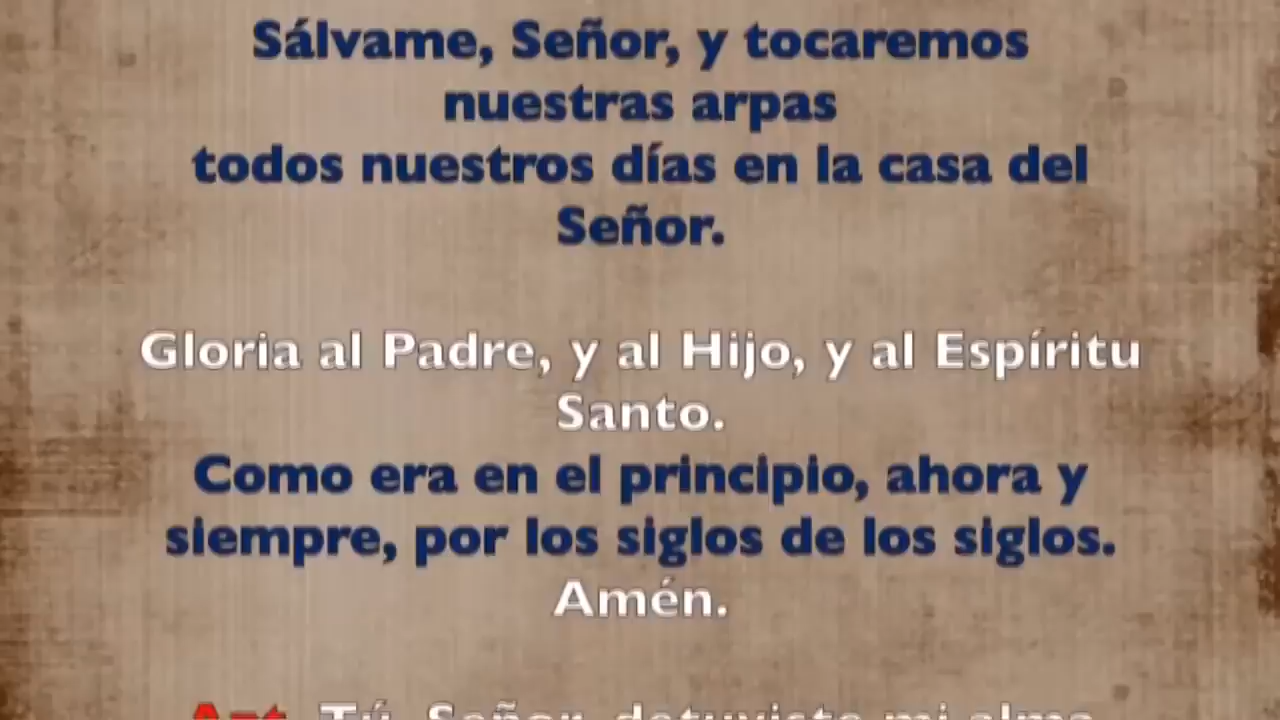 Sálvame, Señor, y tocaremos
nuestras arpas
todos nuestros días en la casa del
Señor.
Gloria al Padre, y al Hijo, y al Espíritu
Santo.
Como era en el principio, ahora y
siempre, por los siglos de los siglos.
Amén.
Ant. Tú, Señor, detuviste mi alma